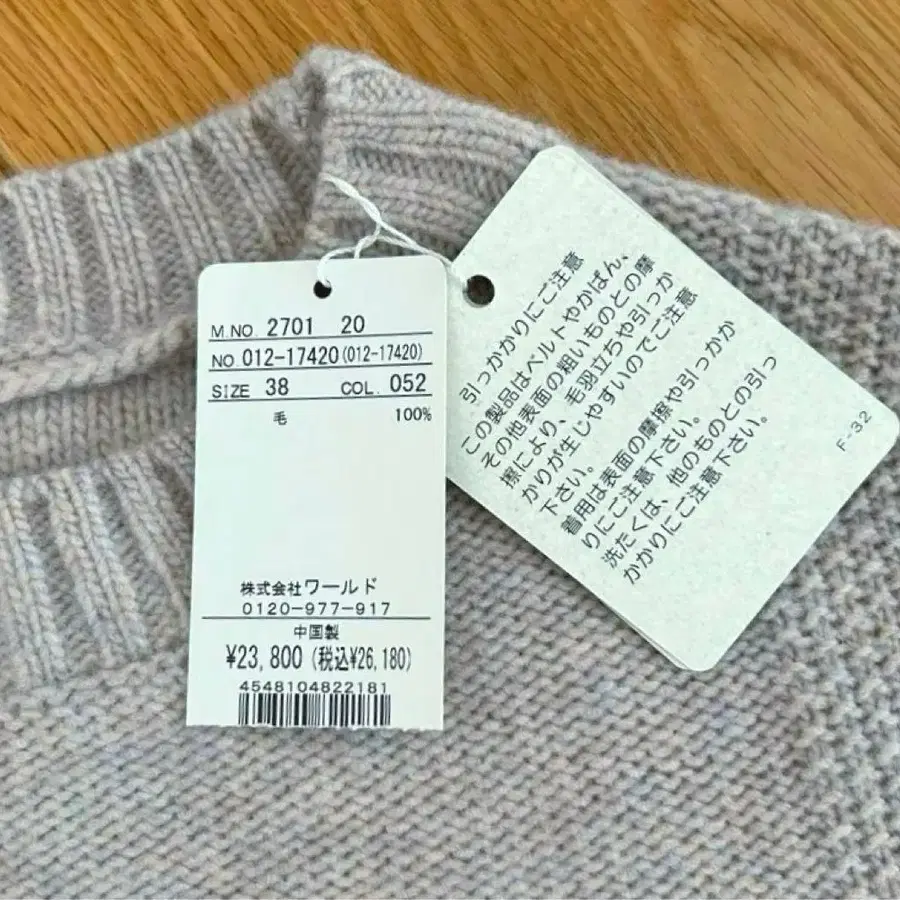 M.NO. 2701 20
NO.012-17420(012-17420)
SIZE 38 COL. 052
毛 100%
株式会社ワールド
0120-977-917
中国製
¥23,800 (税込¥26,180)
4548104822181
引っかかりにご注意
この製品はベルトやかばん、
その他表面の粗いものとの摩
擦により、毛羽立ちや引っか
かりが生じやすいのでご注意
下さい。
着用は表面の摩擦や引っかか
りにご注意下さい。
洗たくは、他のものとの引っ
かかりにご注意下さい。
F-32